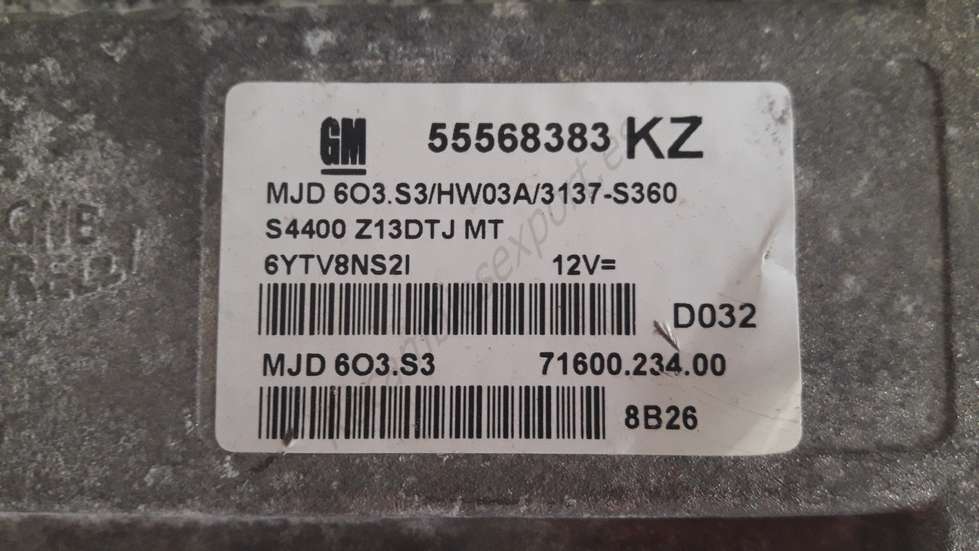 GM 55568383 KZ
MJD 6O3.S3/HW03A/3137-S360
S4400 Z13DTJ MT
6YTV8NS2I 12V=
D032
MJD 6O3.S3 71600.234.00
8B26